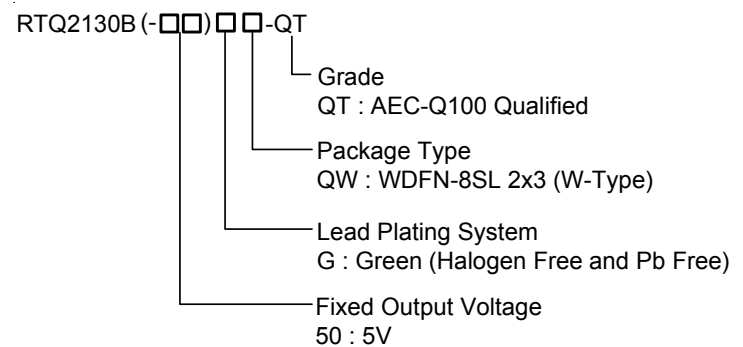 RTQ2130B (-□□) □ □ -QT
Grade
QT : AEC-Q100 Qualified
Package Type
QW : WDFN-8SL 2x3 (W-Type)
Lead Plating System
G : Green (Halogen Free and Pb Free)
Fixed Output Voltage
50 : 5V